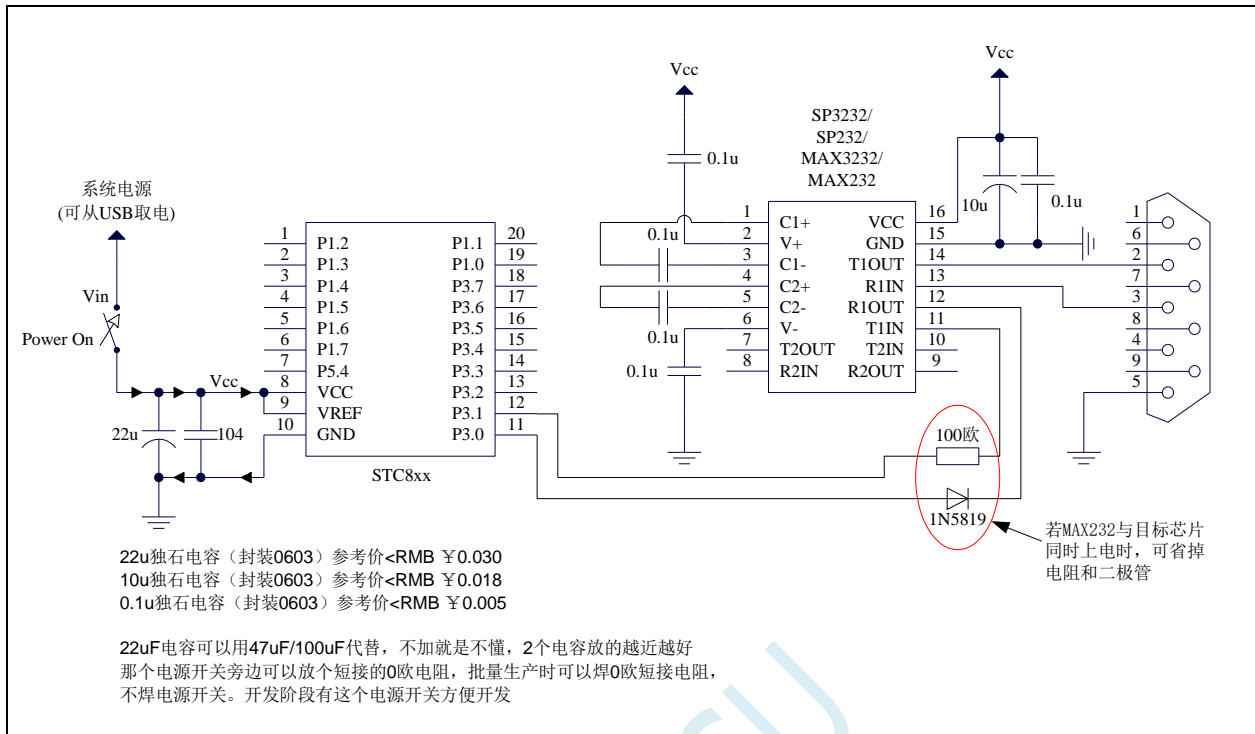 Vcc
Vcc
SP3232/
SP232/
MAX3232/
MAX232
0.1u
10u
0.1u
系统电源
(可从USB取电)
Vin
Power On
Vcc
22u
104
1 P1.2 P1.1 20
2 P1.3 P1.0 19
3 P1.4 P3.7 18
4 P1.5 P3.6 17
5 P1.6 P3.5 16
6 P1.7 P3.4 15
7 P5.4 P3.3 14
8 VCC P3.2 13
9 VREF P3.1 12
10 GND P3.0 11
STC8xx
0.1u
0.1u
0.1u
1 C1+ VCC 16
2 V+ GND 15
3 C1- T1OUT 14
4 C2+ R1IN 13
5 C2- R1OUT 12
6 V- T1IN 11
7 T2OUT T2IN 10
8 R2IN R2OUT 9
1
6
2
7
3
8
4
9
5
100欧
1N5819
若MAX232与目标芯片
同时上电时，可省掉
电阻和二极管
22u独石电容（封装0603）参考价<RMB ￥0.030
10u独石电容（封装0603）参考价<RMB ￥0.018
0.1u独石电容（封装0603）参考价<RMB ￥0.005
22uF电容可以用47uF/100uF代替，不加就是不懂，2个电容放的越近越好
那个电源开关旁边可以放个短接的0欧电阻，批量生产时可以焊0欧短接电阻，
不焊电源开关。开发阶段有这个电源开关方便开发